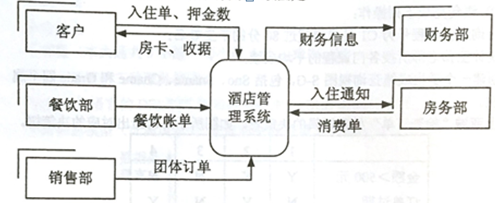 客户
入住单、押金数
房卡、收据
财务信息
财务部
餐饮部
餐饮帐单
酒店管
理系统
入住通知
消费单
房务部
销售部
团体订单